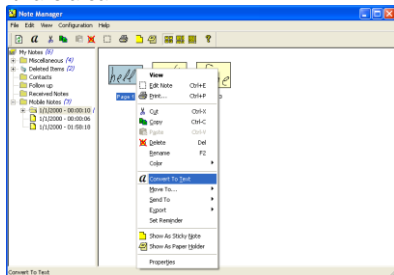 Note Manager
File Edit View Configuration Help
My Notes (6)
Miscellaneous (4)
Deleted Items (2)
Contacts
Follow up
Received Notes
Mobile Notes (3)
1/1/2000 - 00:00:10 /
1/1/2000 - 00:00:06
1/1/2000 - 01:58:18
hell
e
Page 1
View
Edit Note Ctrl+E
Print... Ctrl+P
Cut Ctrl-X
Copy Ctrl-C
Paste Ctrl-V
Delete Del
Rename F2
Color
Convert To Text
Move To...
Send To
Export
Set Reminder
Show As Sticky Note
Show As Paper Holder
Properties
Convert To Text